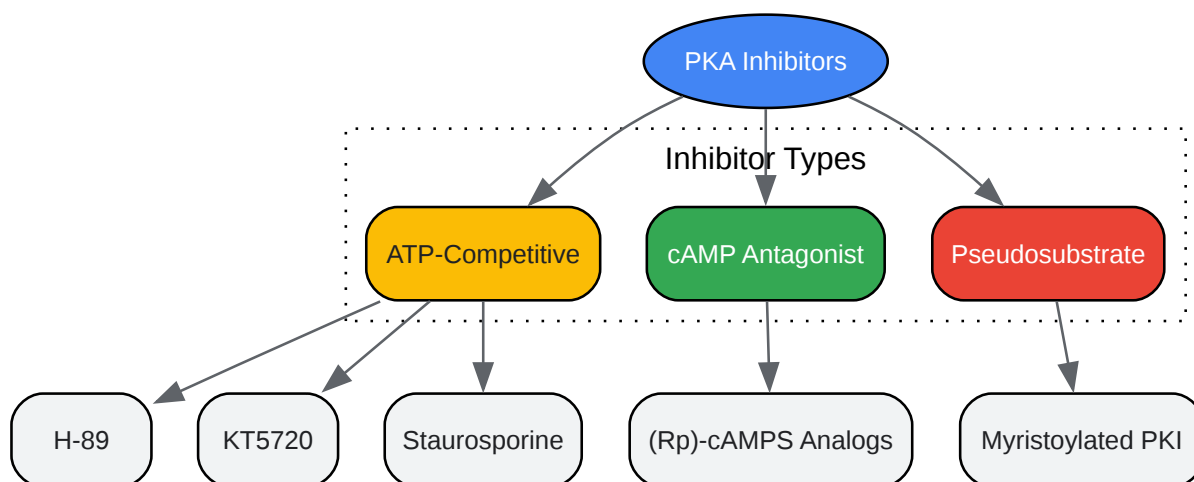 PKA Inhibitors
Inhibitor Types
ATP-Competitive
cAMP Antagonist
Pseudosubstrate
H-89
KT5720
Staurosporine
(Rp)-cAMPS Analogs
Myristoylated PKI